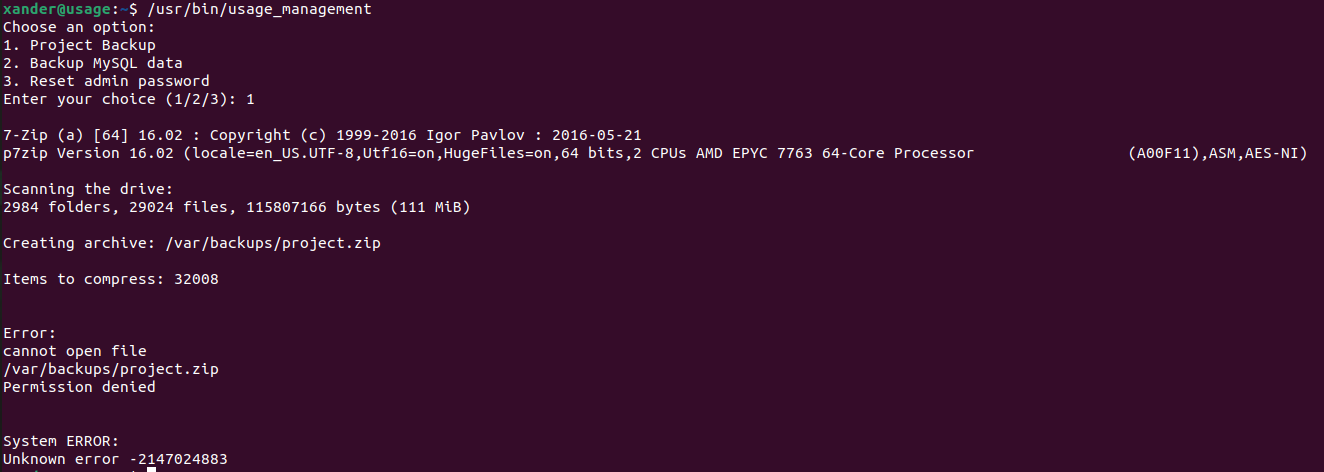 xander@usage:~$ /usr/bin/usage_management
Choose an option:
1. Project Backup
2. Backup MySQL data
3. Reset admin password
Enter your choice (1/2/3): 1
7-Zip (a) [64] 16.02 : Copyright (c) 1999-2016 Igor Pavlov : 2016-05-21
p7zip Version 16.02 (locale=en_US.UTF-8,Utf16=on,HugeFiles=on,64 bits,2 CPUs AMD EPYC 7763 64-Core Processor (A00F11),ASM,AES-NI)
Scanning the drive:
2984 folders, 29024 files, 115807166 bytes (111 MiB)
Creating archive: /var/backups/project.zip
Items to compress: 32008
Error:
cannot open file
/var/backups/project.zip
Permission denied
System ERROR:
Unknown error -2147024883